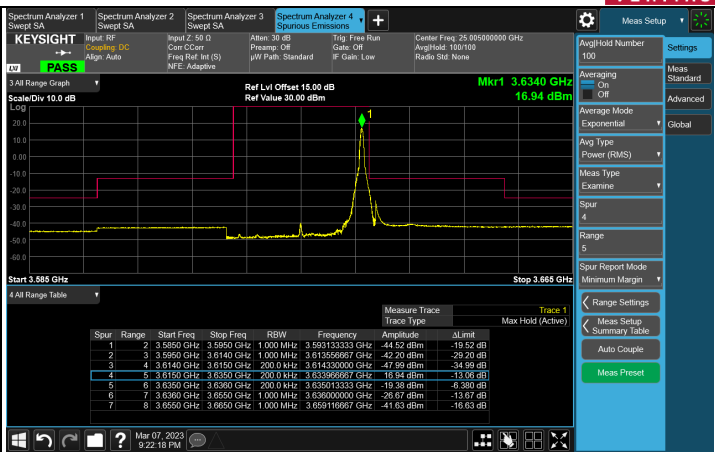 Spectrum Analyzer 1
Swept SA
Spectrum Analyzer 2
Swept SA
Spectrum Analyzer 3
Swept SA
Spectrum Analyzer 4
Spurious Emissions
Meas Setup
KEYSIGHT
LXI
PASS
Input: RF
Coupling: DC
Align: Auto
Input Z: 50 Ω
Corr CCorr
Freq Ref: Int (S)
NFE: Adaptive
Atten: 30 dB
Preamp: Off
µW Path: Standard
Trig: Free Run
Gate: Off
IF Gain: Low
Center Freq: 25.005000000 GHz
Avg|Hold: 100/100
Radio Std: None
3 All Range Graph
Scale/Div 10.0 dB
Ref Lvl Offset 15.00 dB
Ref Value 30.00 dBm
Mkr1 3.6340 GHz
16.94 dBm
Log
20.0
10.0
0.00
-10.0
-20.0
-30.0
-40.0
-50.0
-60.0
1
Start 3.585 GHz
Stop 3.665 GHz
4 All Range Table
Measure Trace Trace 1
Trace Type Max Hold (Active)
Spur Range Start Freq Stop Freq RBW Frequency Amplitude ΔLimit
1 2 3.5850 GHz 3.5950 GHz 1.000 MHz 3.593133333 GHz -44.52 dBm -19.52 dB
2 3 3.5950 GHz 3.6140 GHz 1.000 MHz 3.613556667 GHz -42.20 dBm -29.20 dB
3 4 3.6140 GHz 3.6150 GHz 200.0 kHz 3.614330000 GHz -47.99 dBm -34.99 dB
4 5 3.6150 GHz 3.6350 GHz 200.0 kHz 3.633966667 GHz 16.94 dBm -13.06 dB
5 6 3.6350 GHz 3.6360 GHz 200.0 kHz 3.635013333 GHz -19.38 dBm -6.380 dB
6 7 3.6360 GHz 3.6550 GHz 1.000 MHz 3.636000000 GHz -26.67 dBm -13.67 dB
7 8 3.6550 GHz 3.6650 GHz 1.000 MHz 3.659116667 GHz -41.63 dBm -16.63 dB
Avg|Hold Number
100
Averaging
On
Off
Average Mode
Exponential
Avg Type
Power (RMS)
Meas Type
Examine
Spur
4
Range
5
Spur Report Mode
Minimum Margin
Range Settings
Meas Setup
Summary Table
Auto Couple
Meas Preset
Settings
Meas
Standard
Advanced
Global
?
Mar 07, 2023
9:22:18 PM